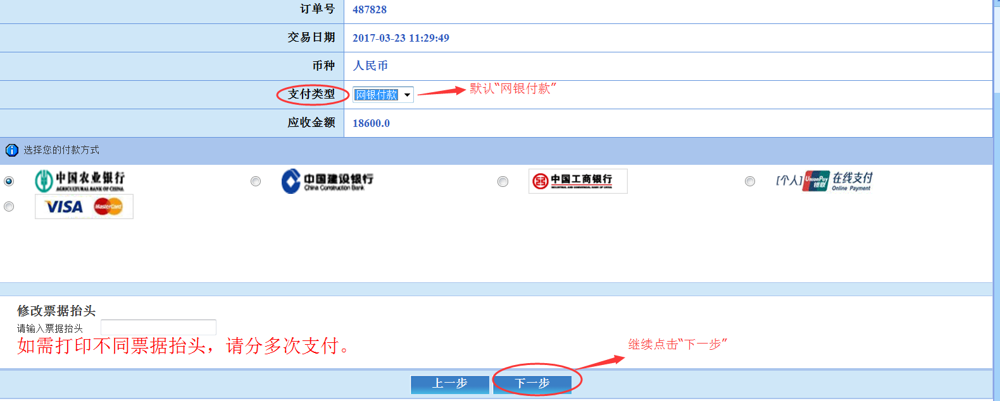 订单号 487828
交易日期 2017-03-23 11:29:49
币种 人民币
支付类型 网银付款 默认“网银付款”
应收金额 18600.0
选择您的付款方式
中国农业银行
AGRICULTURAL BANK OF CHINA
中国建设银行
China Construction Bank
中国工商银行
INDUSTRIAL AND COMMERCIAL BANK OF CHINA
[个人] UnionPay 银联 在线支付
Online Payment
VISA MasterCard
修改票据抬头
请输入票据抬头
如需打印不同票据抬头，请分多次支付。
继续点击“下一步”
上一步 下一步